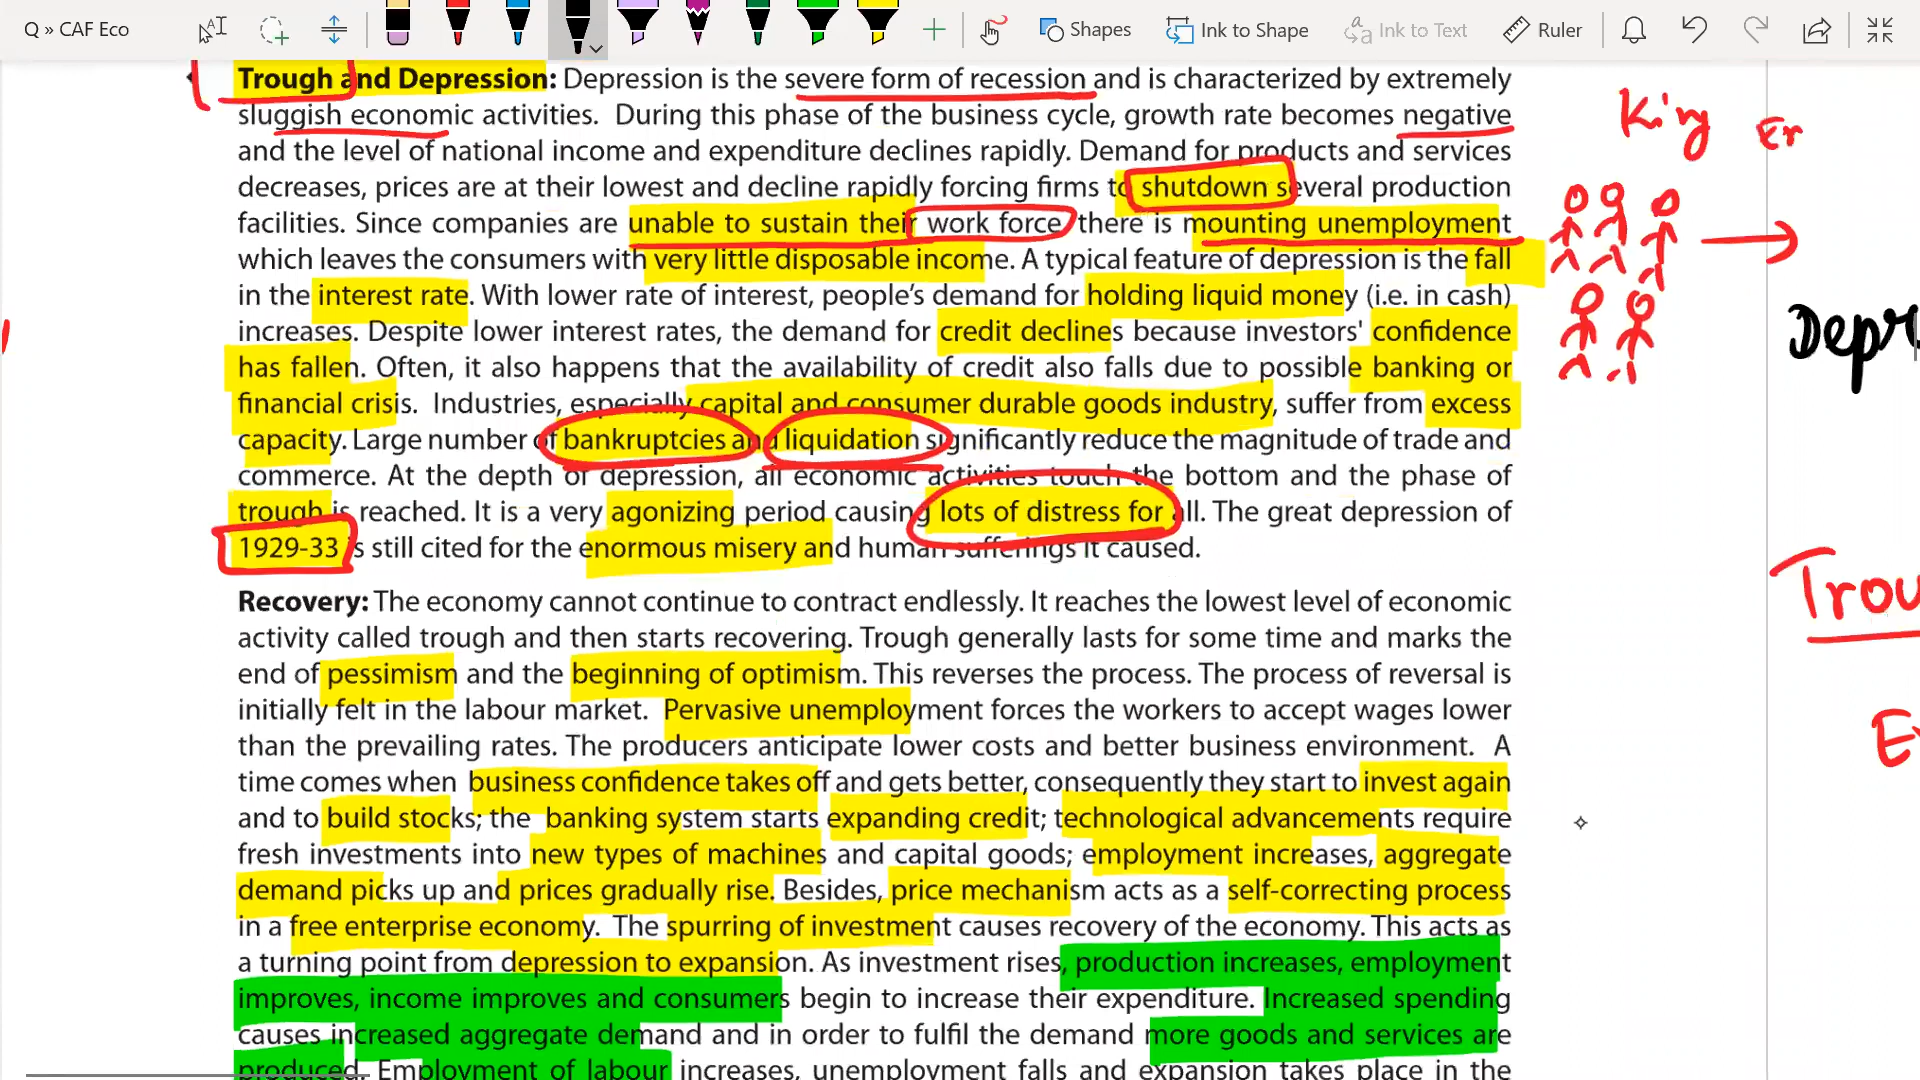 Q » CAF Eco
Shapes
Ink to Shape
Ink to Text
Ruler
Trough and Depression: Depression is the severe form of recession and is characterized by extremely
sluggish economic activities. During this phase of the business cycle, growth rate becomes negative
and the level of national income and expenditure declines rapidly. Demand for products and services
decreases, prices are at their lowest and decline rapidly forcing firms to shutdown several production
facilities. Since companies are unable to sustain their work force there is mounting unemployment
which leaves the consumers with very little disposable income. A typical feature of depression is the fall
in the interest rate. With lower rate of interest, people's demand for holding liquid money (i.e. in cash)
increases. Despite lower interest rates, the demand for credit declines because investors' confidence
has fallen. Often, it also happens that the availability of credit also falls due to possible banking or
financial crisis. Industries, especially capital and consumer durable goods industry, suffer from excess
capacity. Large number of bankruptcies and liquidation significantly reduce the magnitude of trade and
commerce. At the depth of depression, all economic activities touch the bottom and the phase of
trough is reached. It is a very agonizing period causing lots of distress for all. The great depression of
1929-33 is still cited for the enormous misery and human sufferings it caused.
Recovery: The economy cannot continue to contract endlessly. It reaches the lowest level of economic
activity called trough and then starts recovering. Trough generally lasts for some time and marks the
end of pessimism and the beginning of optimism. This reverses the process. The process of reversal is
initially felt in the labour market. Pervasive unemployment forces the workers to accept wages lower
than the prevailing rates. The producers anticipate lower costs and better business environment. A
time comes when business confidence takes off and gets better, consequently they start to invest again
and to build stocks; the banking system starts expanding credit; technological advancements require
fresh investments into new types of machines and capital goods; employment increases, aggregate
demand picks up and prices gradually rise. Besides, price mechanism acts as a self-correcting process
in a free enterprise economy. The spurring of investment causes recovery of the economy. This acts as
a turning point from depression to expansion. As investment rises, production increases, employment
improves, income improves and consumers begin to increase their expenditure. Increased spending
causes increased aggregate demand and in order to fulfil the demand more goods and services are
produced. Employment of labour increases, unemployment falls and expansion takes place in the
King Er
Depr
Trou
E